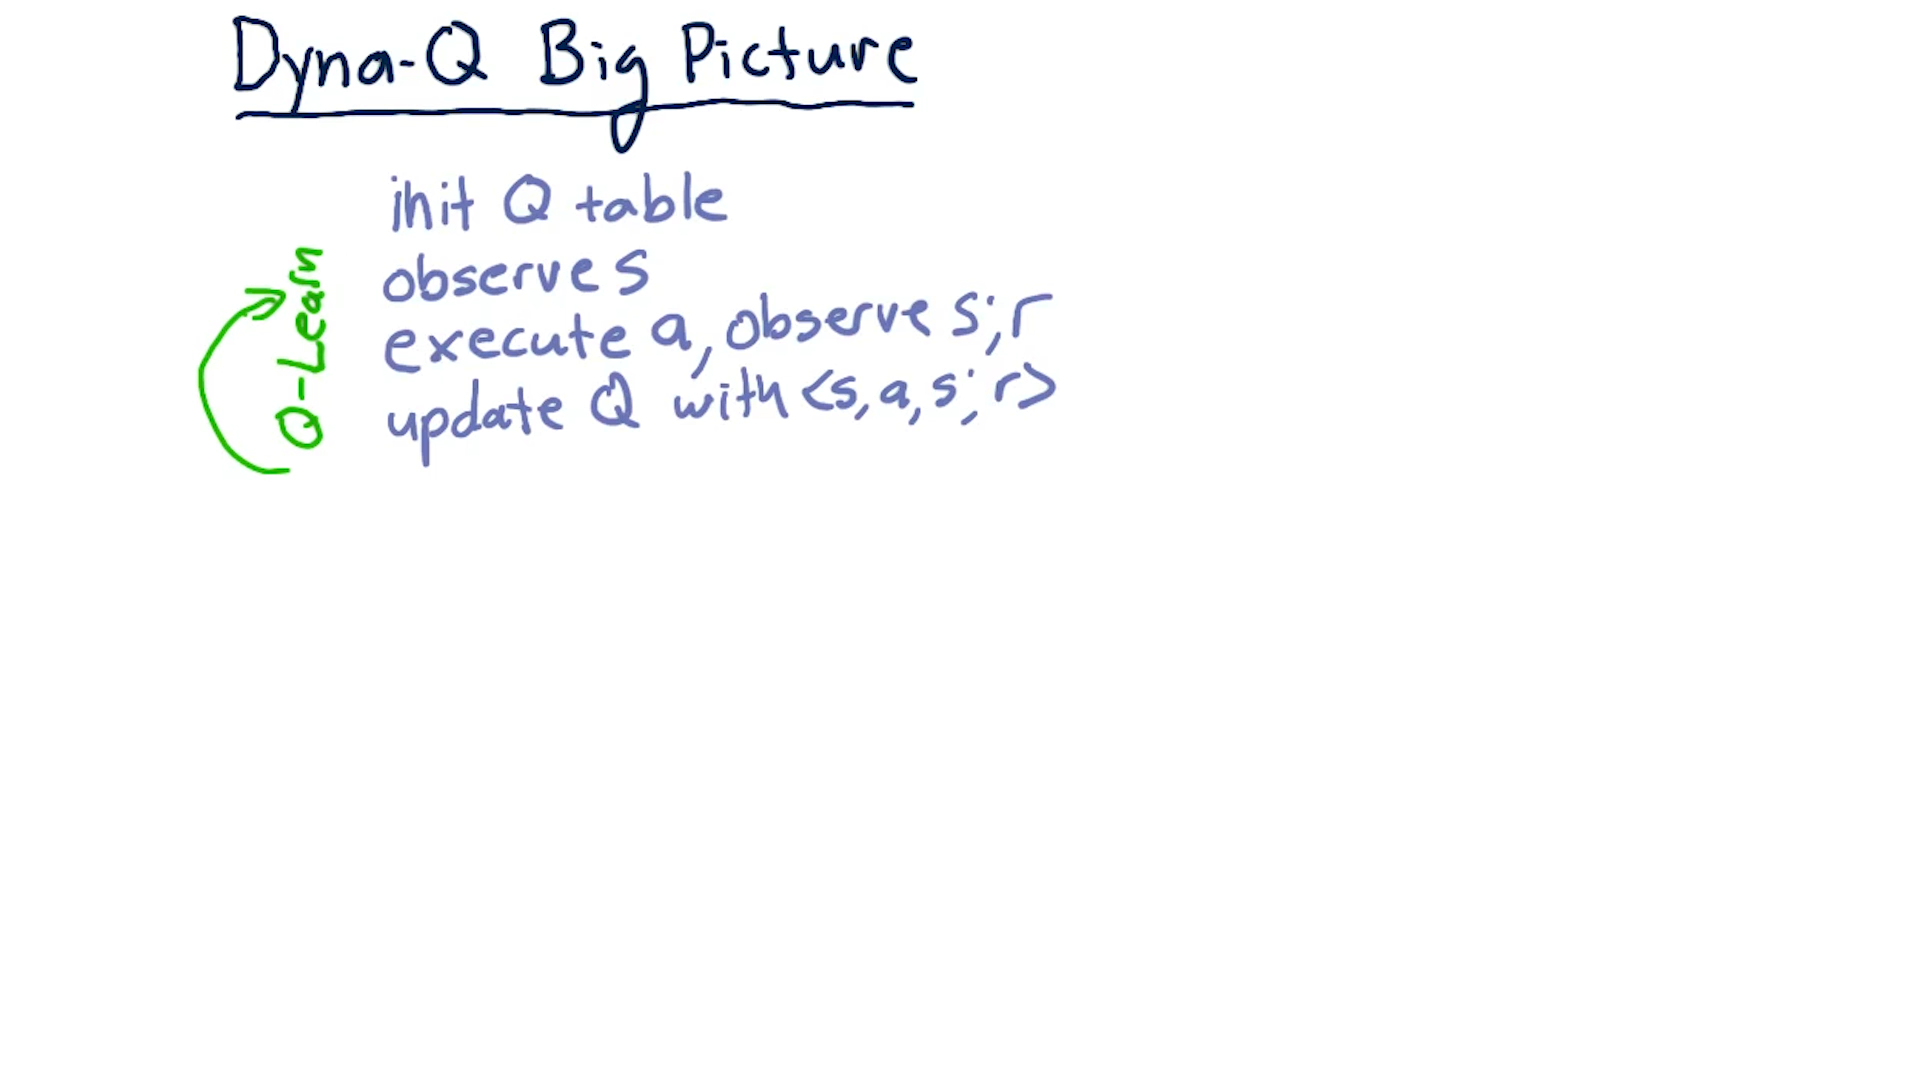 Dyna-Q Big Picture
init Q table
observe s
execute a, observe s', r
update Q with <s, a, s', r>
Q-Learn